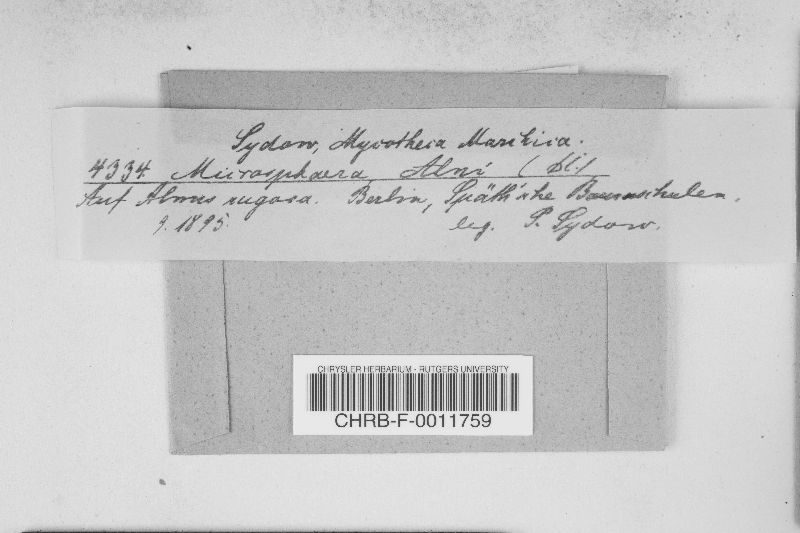 Sydow, Mycotheca Marchica.
4334. Microsphaera Alni (DC.)
Auf Alnus rugosa. Berlin, Späth'sche Baumschulen.
9. 1895. leg. P. Sydow.
CHRYSLER HERBARIUM - RUTGERS UNIVERSITY
CHRB-F-0011759